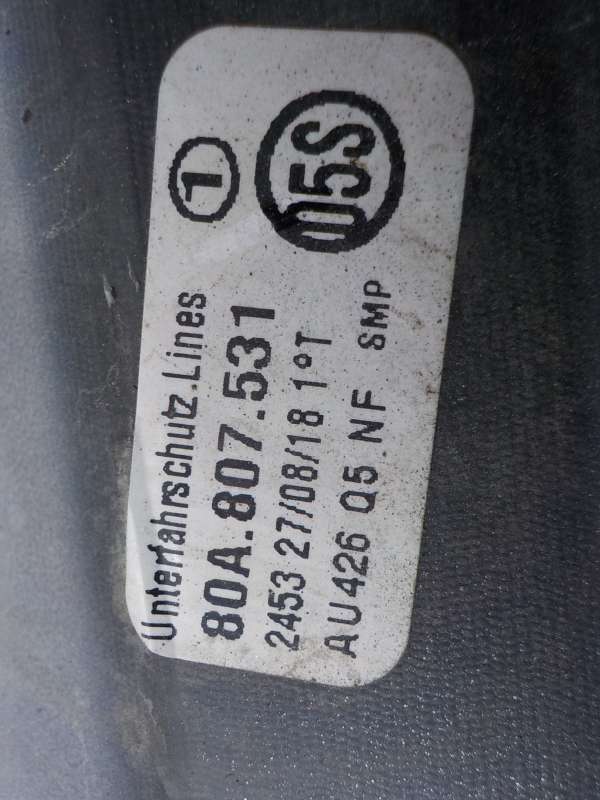 Unterfahrschutz.Lines 1
80A.807.531 05S
2453 27/08/18 1°T
AU426 Q5.NF SMP